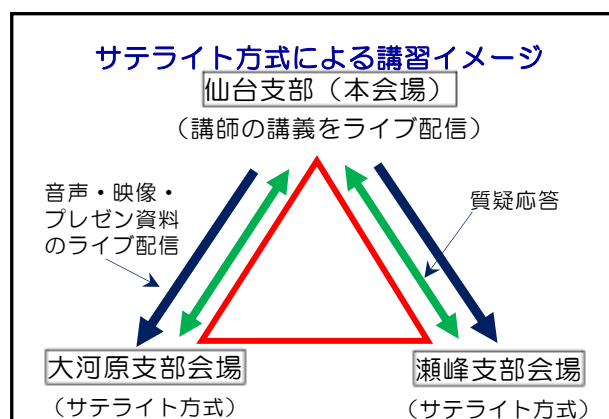 サテライト方式による講習イメージ
仙台支部（本会場）
（講師の講義をライブ配信）
音声・映像・
プレゼン資料
のライブ配信
質疑応答
大河原支部会場
（サテライト方式）
瀬峰支部会場
（サテライト方式）